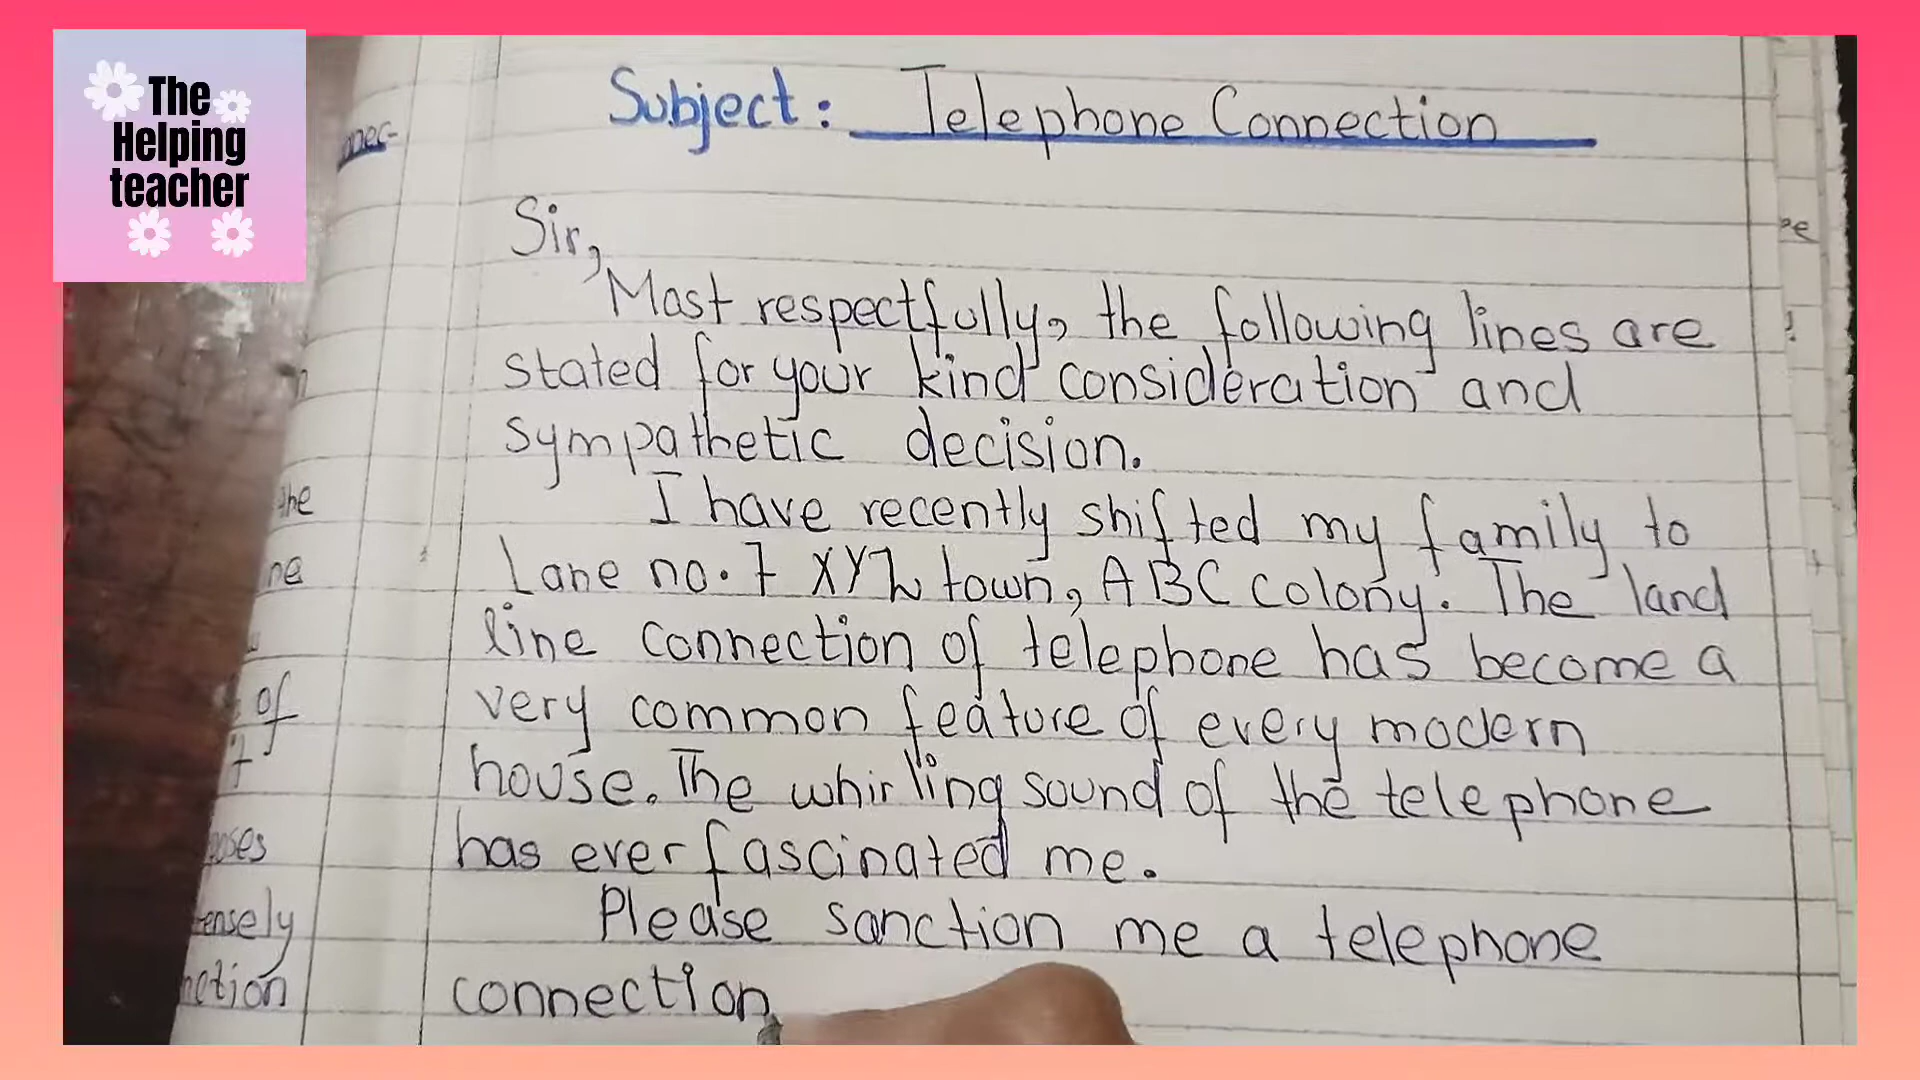 The
Helping
teacher
Subject: Telephone Connection
Sir,
Most respectfully, the following lines are
stated for your kind consideration and
sympathetic decision.
I have recently shifted my family to
Lane no. 7 XYZ town, ABC colony. The land
line connection of telephone has become a
very common feature of every modern
house. The whirling sound of the telephone
has ever fascinated me.
Please sanction me a telephone
connection
the
of